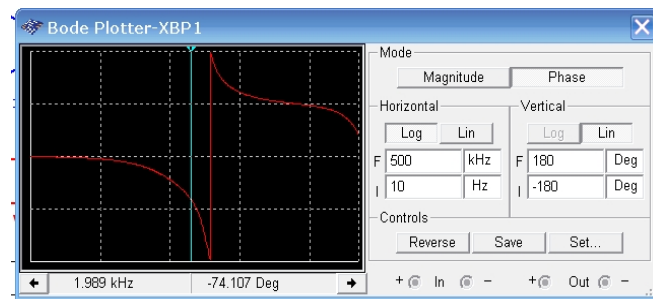 Bode Plotter-XBP1
Mode
Magnitude Phase
Horizontal Vertical
Log Lin Log Lin
F 500 kHz F 180 Deg
I 10 Hz I -180 Deg
Controls
Reverse Save Set...
1.989 kHz -74.107 Deg
+ In - + Out -